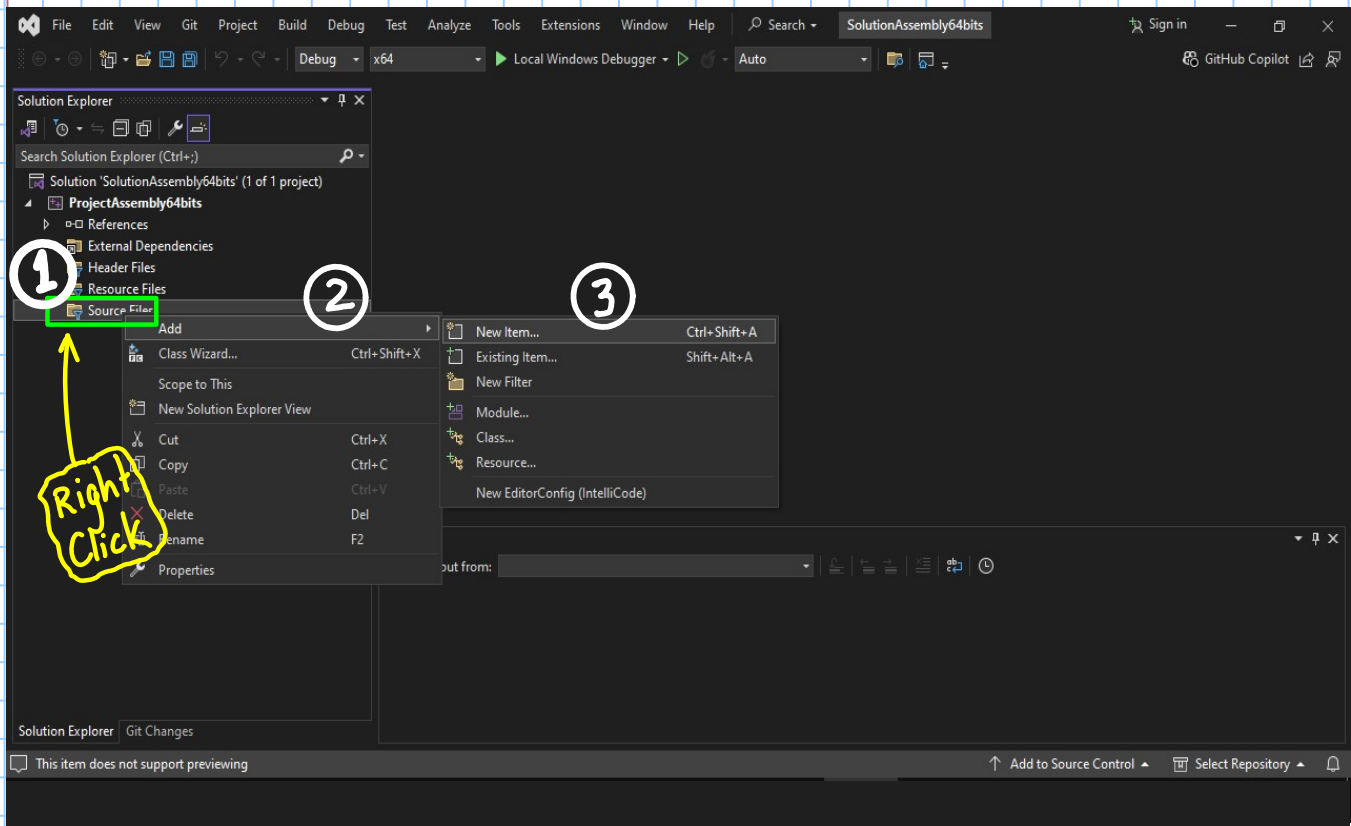 File Edit View Git Project Build Debug Test Analyze Tools Extensions Window Help Search SolutionAssembly64bits Sign in
Debug x64 Local Windows Debugger Auto GitHub Copilot
Solution Explorer
Search Solution Explorer (Ctrl+;)
Solution 'SolutionAssembly64bits' (1 of 1 project)
ProjectAssembly64bits
References
External Dependencies
Header Files
Resource Files
Source Files
1
2
3
Add
Class Wizard... Ctrl+Shift+X
Scope to This
New Solution Explorer View
Cut Ctrl+X
Copy Ctrl+C
Paste Ctrl+V
Delete Del
Rename F2
Properties
New Item... Ctrl+Shift+A
Existing Item... Shift+Alt+A
New Filter
Module...
Class...
Resource...
New EditorConfig (IntelliCode)
Right
Click
from:
Solution Explorer Git Changes
This item does not support previewing Add to Source Control Select Repository